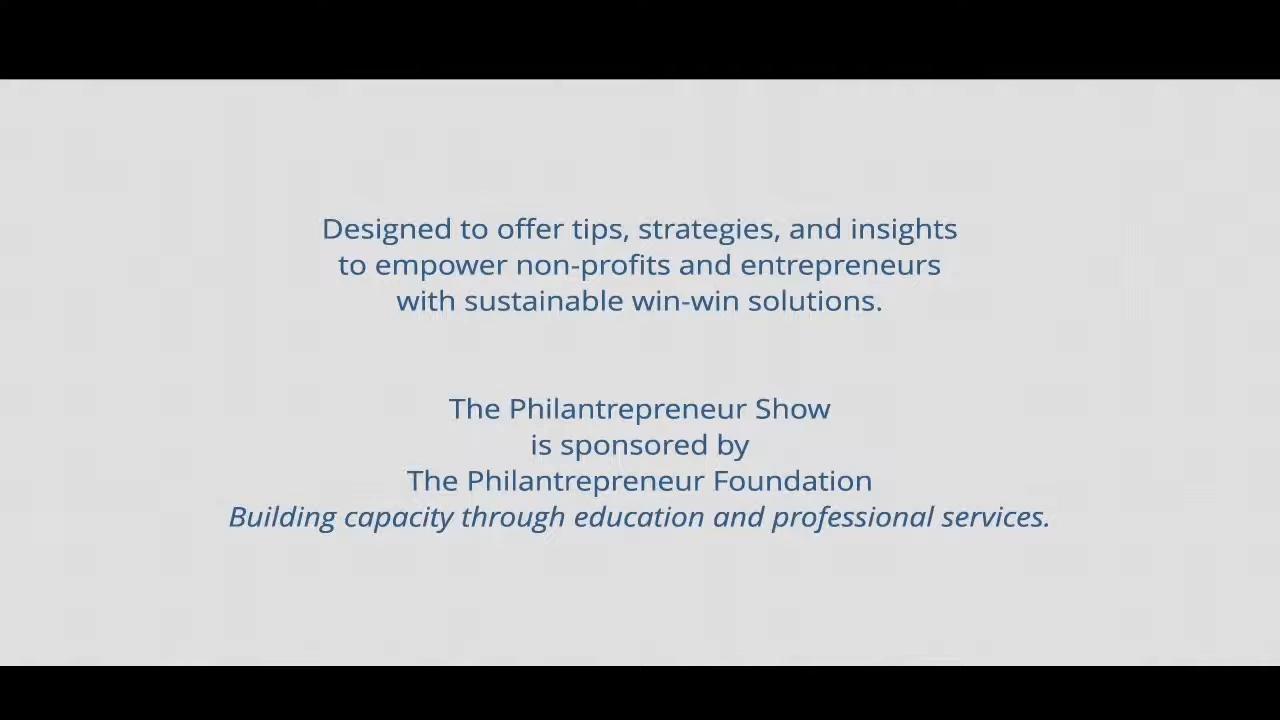 Designed to offer tips, strategies, and insights
to empower non-profits and entrepreneurs
with sustainable win-win solutions.
The Philantrepreneur Show
is sponsored by
The Philantrepreneur Foundation
Building capacity through education and professional services.